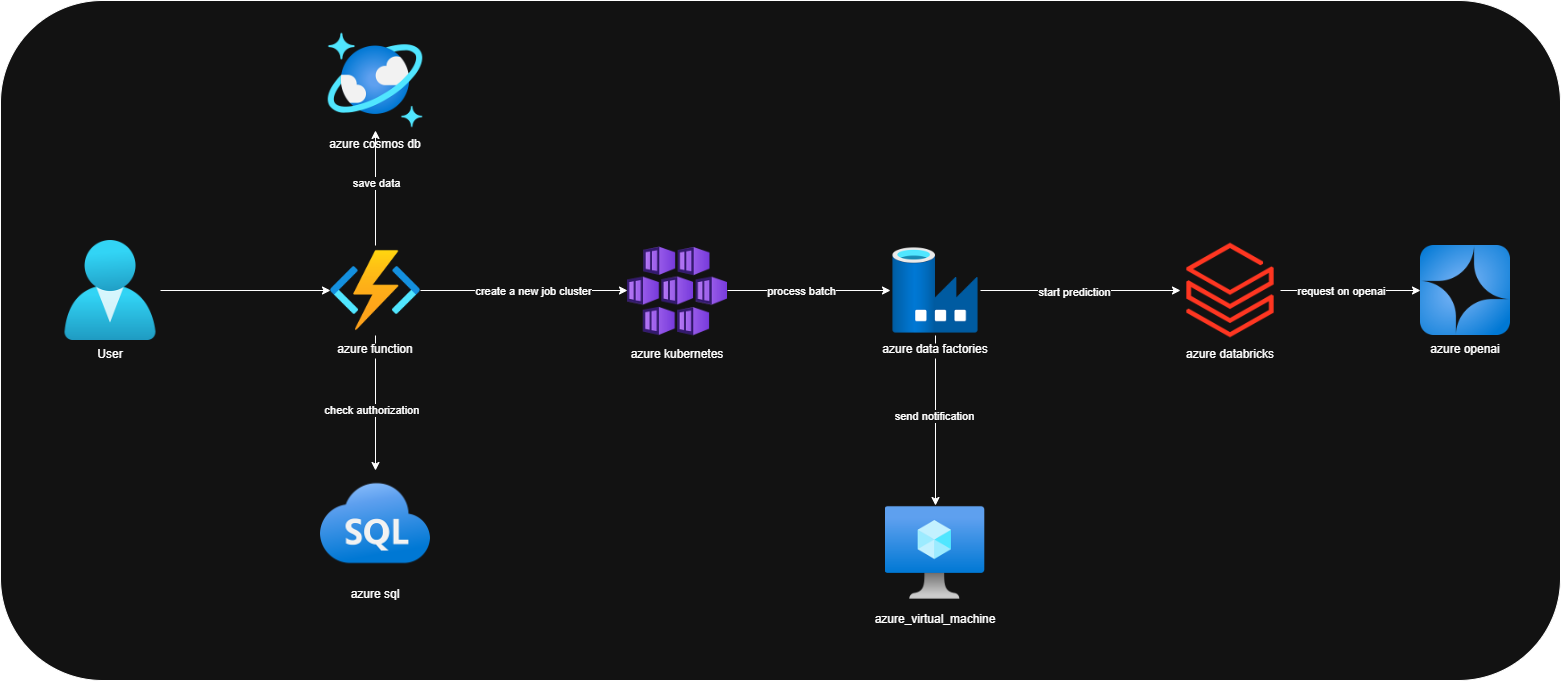 azure cosmos db
save data
User
azure function
create a new job cluster
azure kubernetes
process batch
azure data factories
start prediction
azure databricks
request on openai
azure openai
check authorization
send notification
SQL
azure sql
azure_virtual_machine